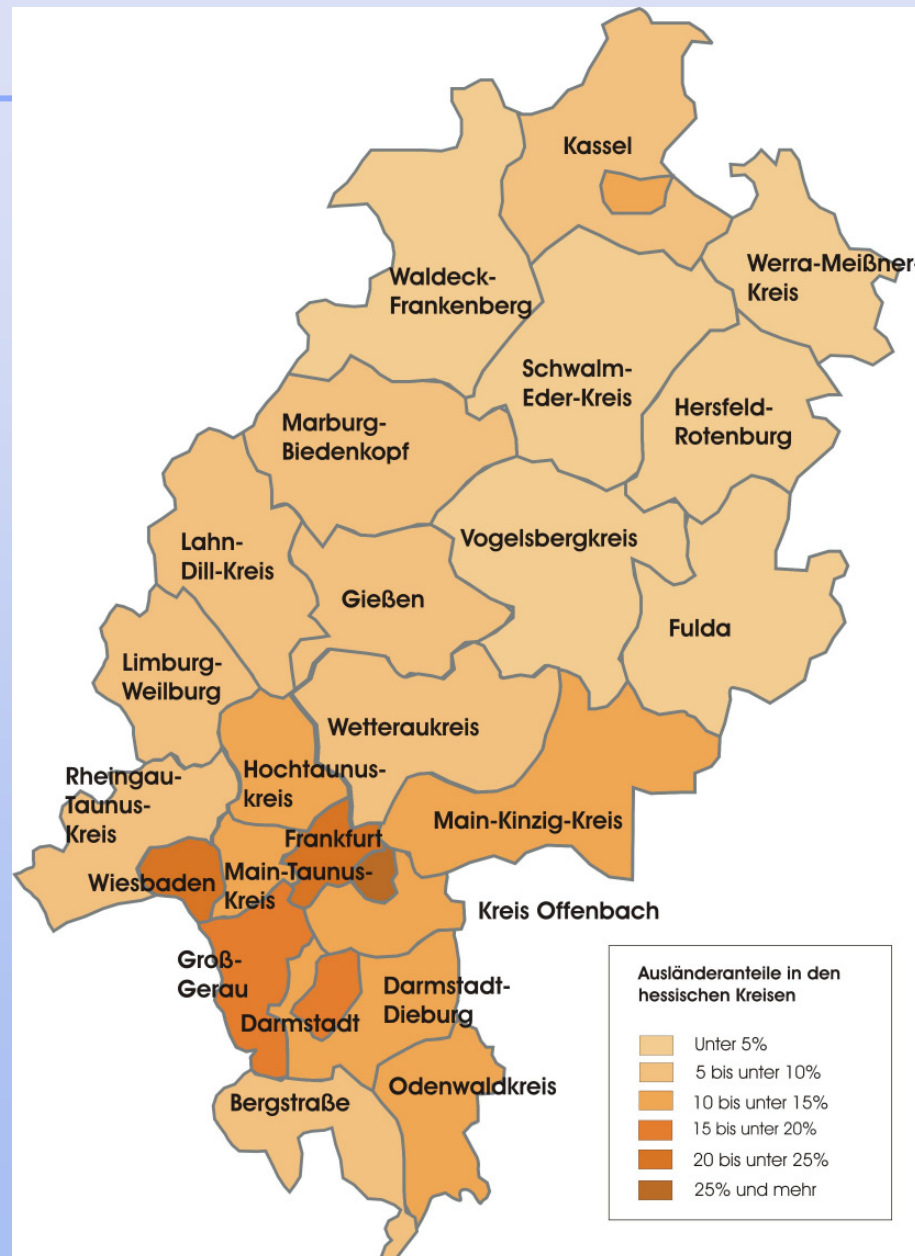 Kassel
Werra-Meißner-
Kreis
Waldeck-
Frankenberg
Schwalm-
Eder-Kreis
Hersfeld-
Rotenburg
Marburg-
Biedenkopf
Lahn-
Dill-Kreis
Vogelsbergkreis
Gießen
Fulda
Limburg-
Weilburg
Wetteraukreis
Rheingau-
Taunus-
Kreis
Hochtaunus-
kreis
Main-Kinzig-Kreis
Frankfurt
Wiesbaden
Main-Taunus-
Kreis
Kreis Offenbach
Groß-
Gerau
Darmstadt
Darmstadt-
Dieburg
Odenwaldkreis
Bergstraße
Ausländeranteile in den
hessischen Kreisen
Unter 5%
5 bis unter 10%
10 bis unter 15%
15 bis unter 20%
20 bis unter 25%
25% und mehr